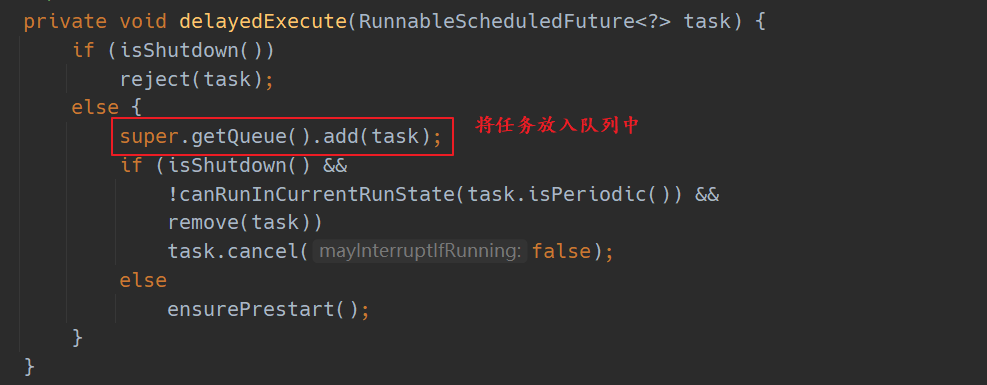 private void delayedExecute(RunnableScheduledFuture<?> task) {
    if (isShutdown())
        reject(task);
    else {
        super.getQueue().add(task); 将任务放入队列中
        if (isShutdown() &&
            !canRunInCurrentRunState(task.isPeriodic()) &&
            remove(task))
            task.cancel( mayInterruptIfRunning: false);
        else
            ensurePrestart();
    }
}